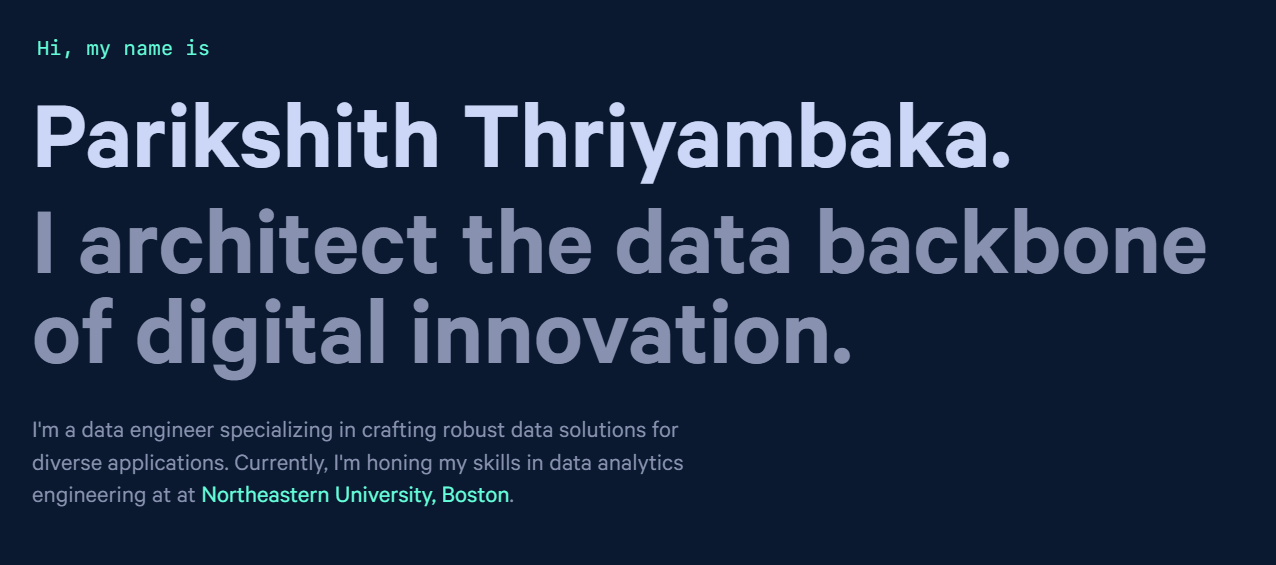 Hi, my name is
Parikshith Thriyambaka.
I architect the data backbone
of digital innovation.
I'm a data engineer specializing in crafting robust data solutions for
diverse applications. Currently, I'm honing my skills in data analytics
engineering at at Northeastern University, Boston.